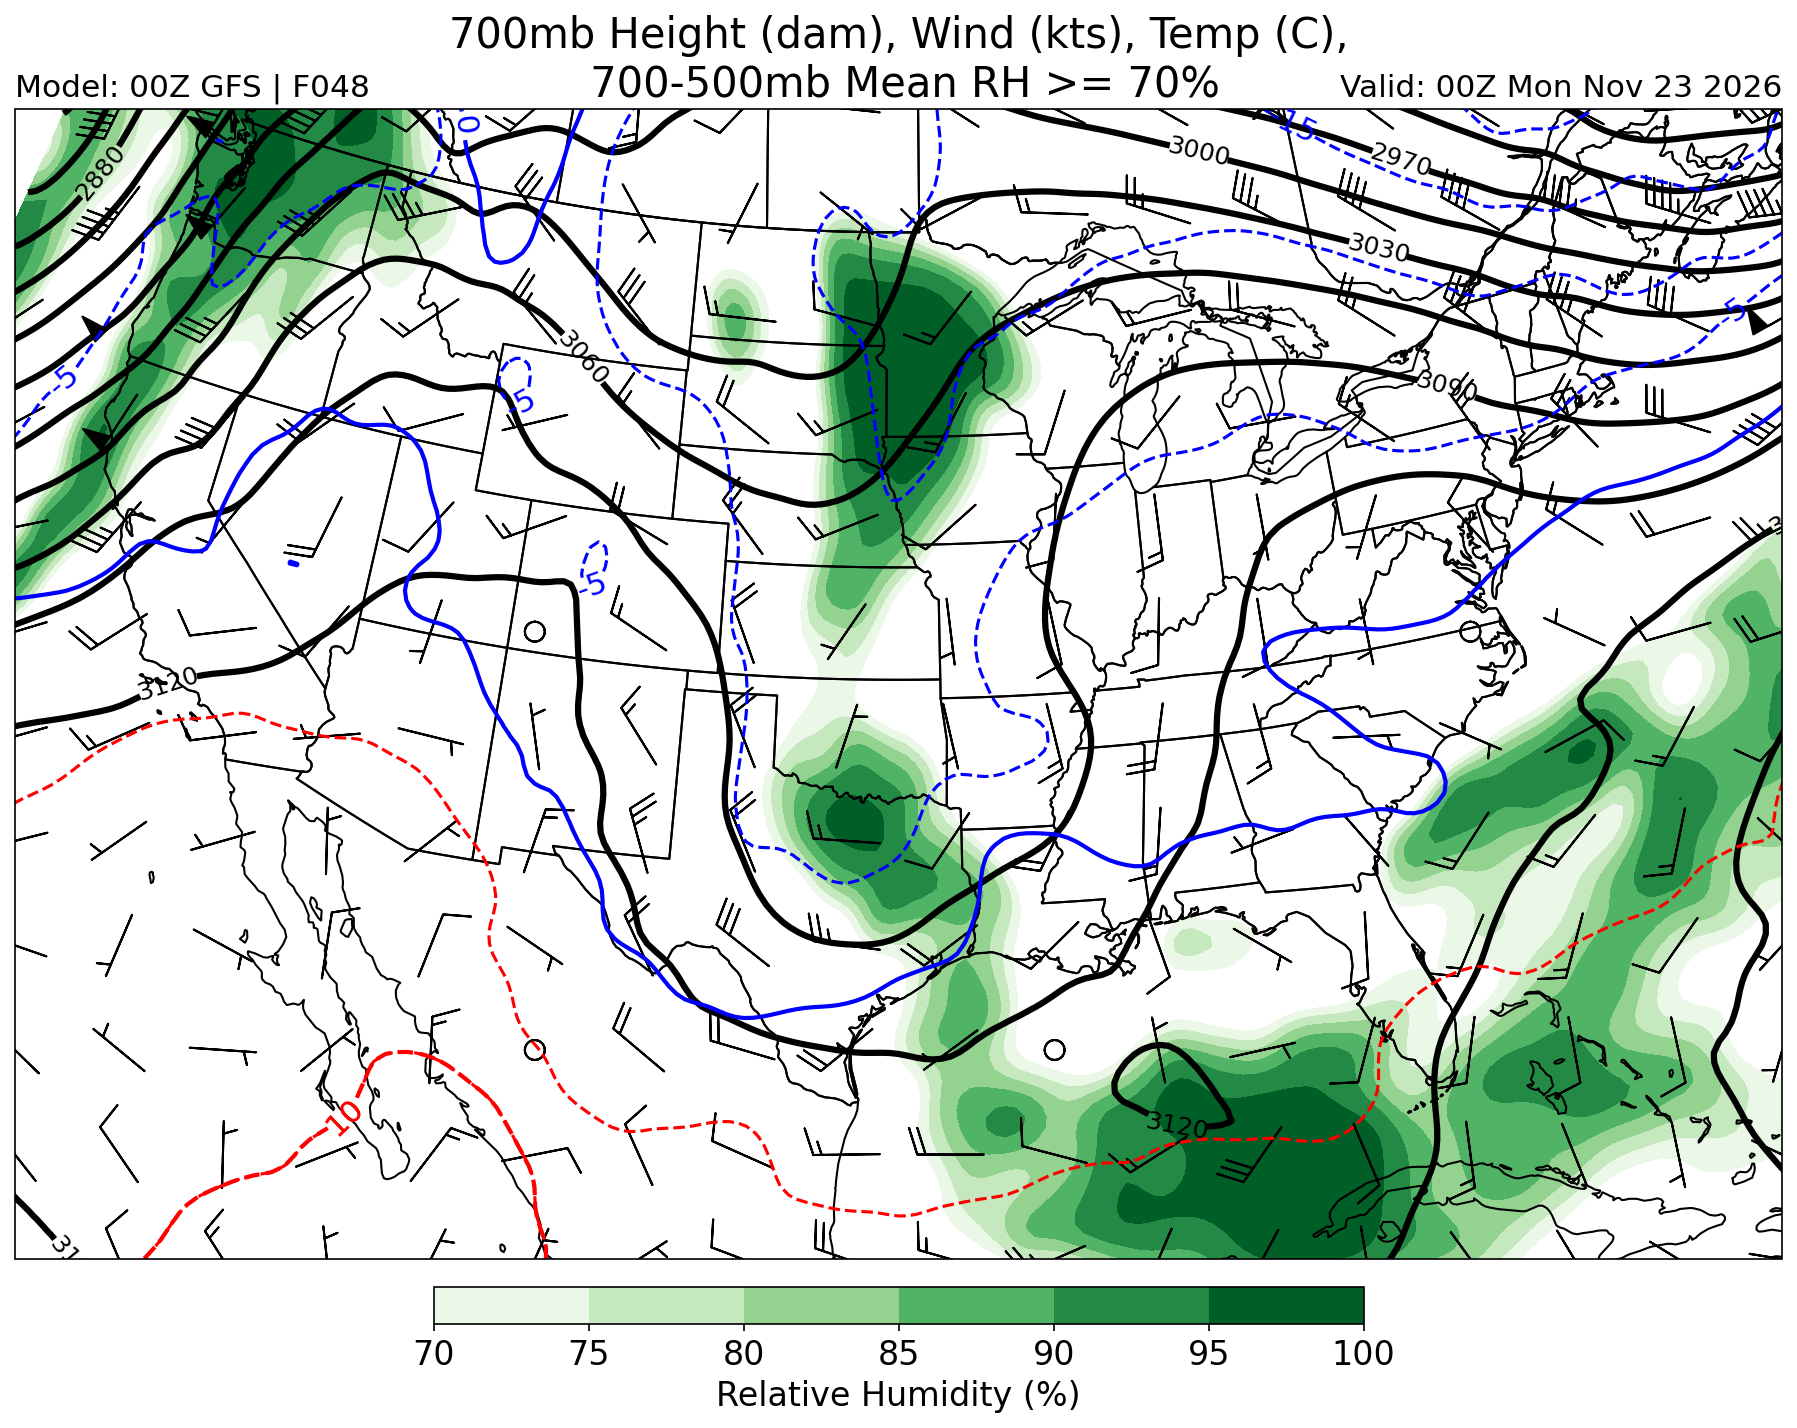 700mb Height (dam), Wind (kts), Temp (C),
700-500mb Mean RH >= 70%
Model: 00Z GFS | F048
Valid: 00Z Mon Nov 23 2026
0
-15
2880
3000
2970
3030
-5
-5
3060
-5
3090
-5
3120
10
3120
31
70 75 80 85 90 95 100
Relative Humidity (%)